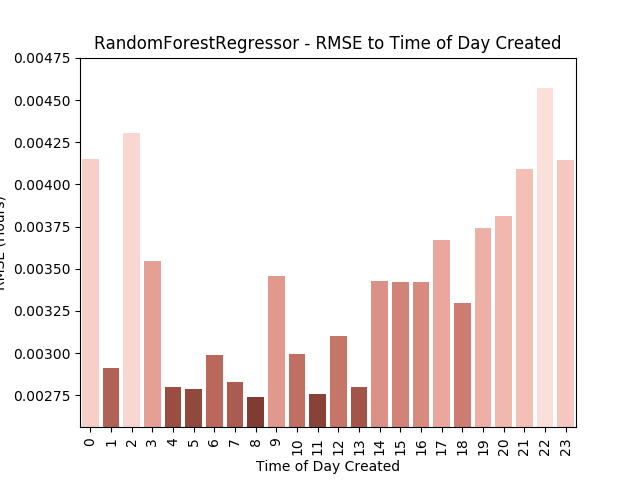 RandomForestRegressor - RMSE to Time of Day Created
0.00475
0.00450
0.00425
0.00400
0.00375
0.00350
0.00325
0.00300
0.00275
RMSE (Hours)
0 1 2 3 4 5 6 7 8 9 10 11 12 13 14 15 16 17 18 19 20 21 22 23
Time of Day Created